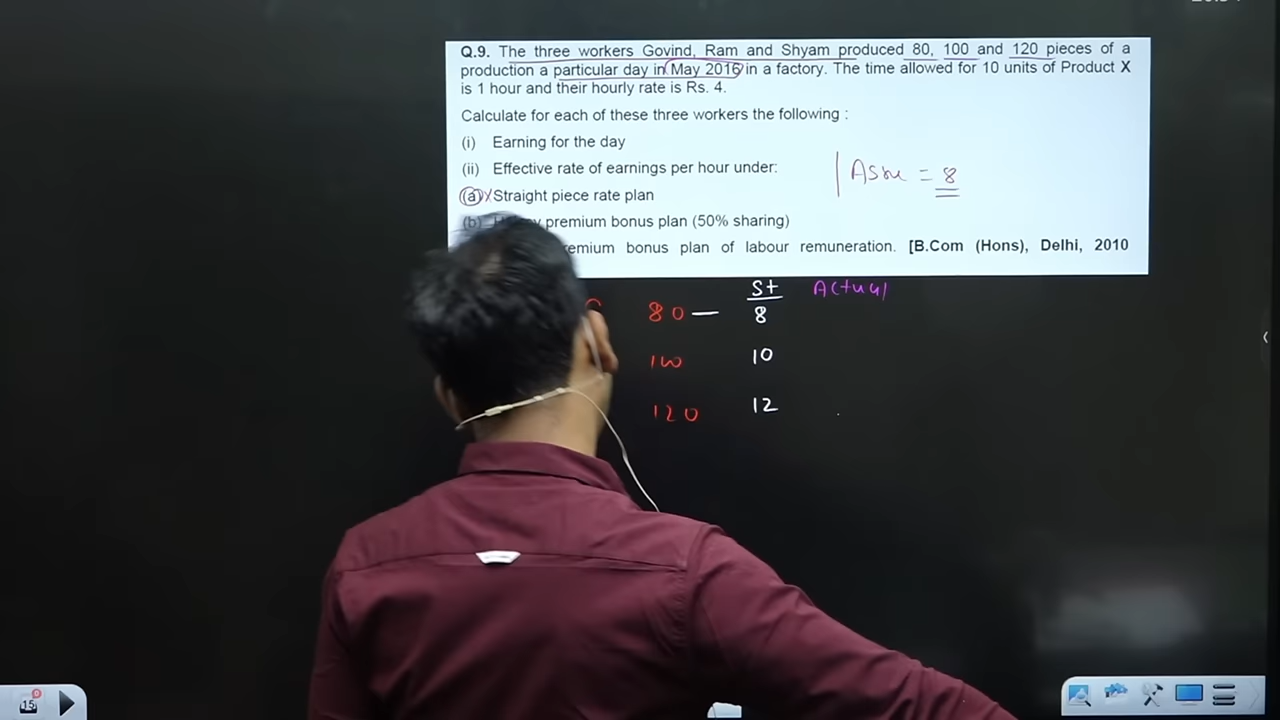 Q.9. The three workers Govind, Ram and Shyam produced 80, 100 and 120 pieces of a
production a particular day in May 2016 in a factory. The time allowed for 10 units of Product X
is 1 hour and their hourly rate is Rs. 4.
Calculate for each of these three workers the following :
(i) Earning for the day
(ii) Effective rate of earnings per hour under:
(a) Straight piece rate plan
(b) premium bonus plan (50% sharing)
bonus plan of labour remuneration. [B.Com (Hons), Delhi, 2010
= 8
St Actual
80 — 8
100 10
120 12
15